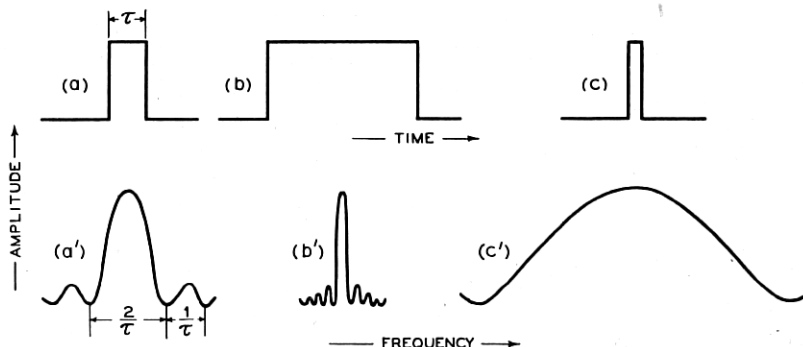 τ
(a)
(b)
(c)
TIME
AMPLITUDE
(a')
(b')
(c')
2/τ
1/τ
FREQUENCY